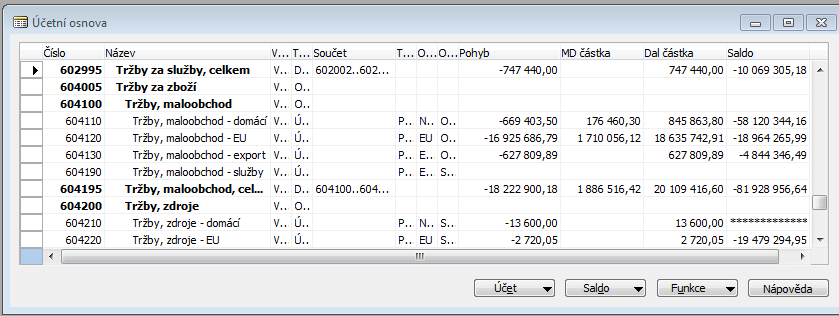 Účetní osnova
Číslo Název V... T... Součet T... O... O... Pohyb MD částka Dal částka Saldo
602995 Tržby za služby, celkem V... D... 602002..602... -747 440,00 747 440,00 -10 069 305,18
604005 Tržby za zboží V... O...
604100 Tržby, maloobchod V... O...
604110 Tržby, maloobchod - domácí V... Ú... P... N... O... -669 403,50 176 460,30 845 863,80 -58 120 344,16
604120 Tržby, maloobchod - EU V... Ú... P... EU O... -16 925 686,79 1 710 056,12 18 635 742,91 -18 964 265,99
604130 Tržby, maloobchod - export V... Ú... P... E... O... -627 809,89 627 809,89 -4 844 346,49
604190 Tržby, maloobchod - služby V... Ú... P... E... S...
604195 Tržby, maloobchod, cel... V... D... 604100..604... -18 222 900,18 1 886 516,42 20 109 416,60 -81 928 956,64
604200 Tržby, zdroje V... O...
604210 Tržby, zdroje - domácí V... Ú... P... N... S... -13 600,00 13 600,00 *************
604220 Tržby, zdroje - EU V... Ú... P... EU S... -2 720,05 2 720,05 -19 479 294,95
Účet Saldo Funkce Nápověda